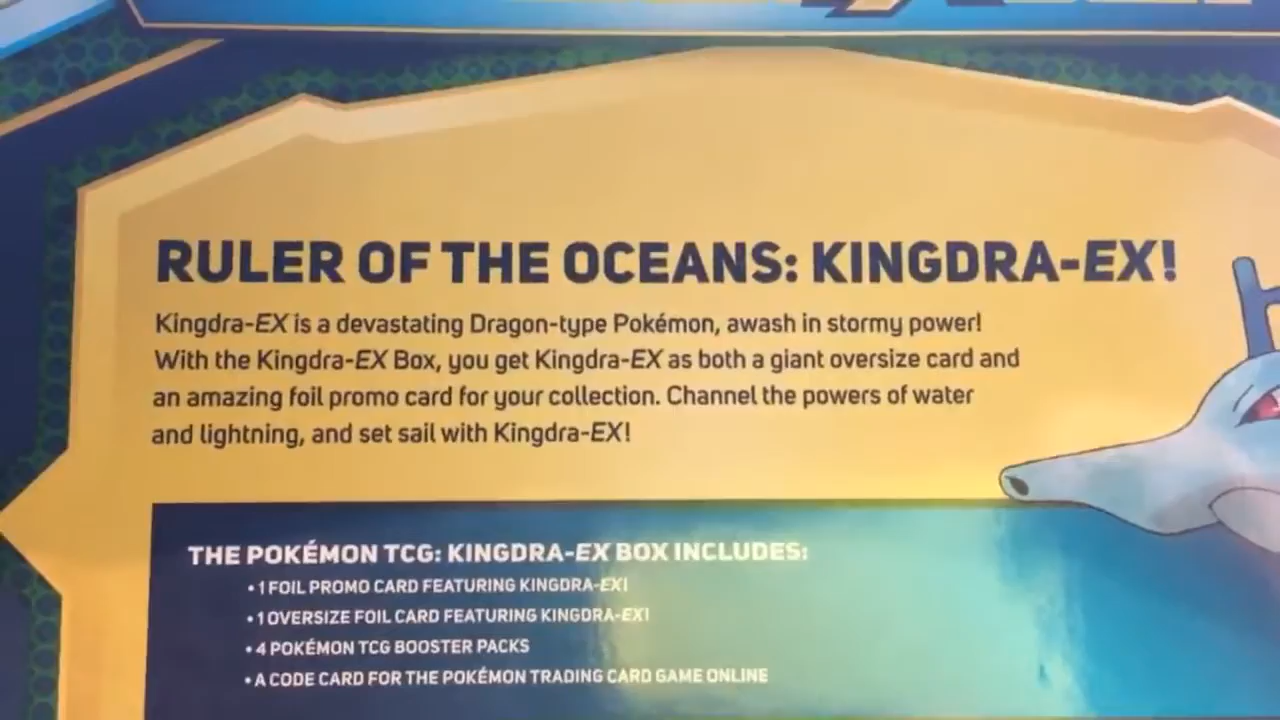 RULER OF THE OCEANS: KINGDRA-EX!
Kingdra-EX is a devastating Dragon-type Pokémon, awash in stormy power!
With the Kingdra-EX Box, you get Kingdra-EX as both a giant oversize card and
an amazing foil promo card for your collection. Channel the powers of water
and lightning, and set sail with Kingdra-EX!
THE POKÉMON TCG: KINGDRA-EX BOX INCLUDES:
• 1 FOIL PROMO CARD FEATURING KINGDRA-EX!
• 1 OVERSIZE FOIL CARD FEATURING KINGDRA-EX!
• 4 POKÉMON TCG BOOSTER PACKS
• A CODE CARD FOR THE POKÉMON TRADING CARD GAME ONLINE